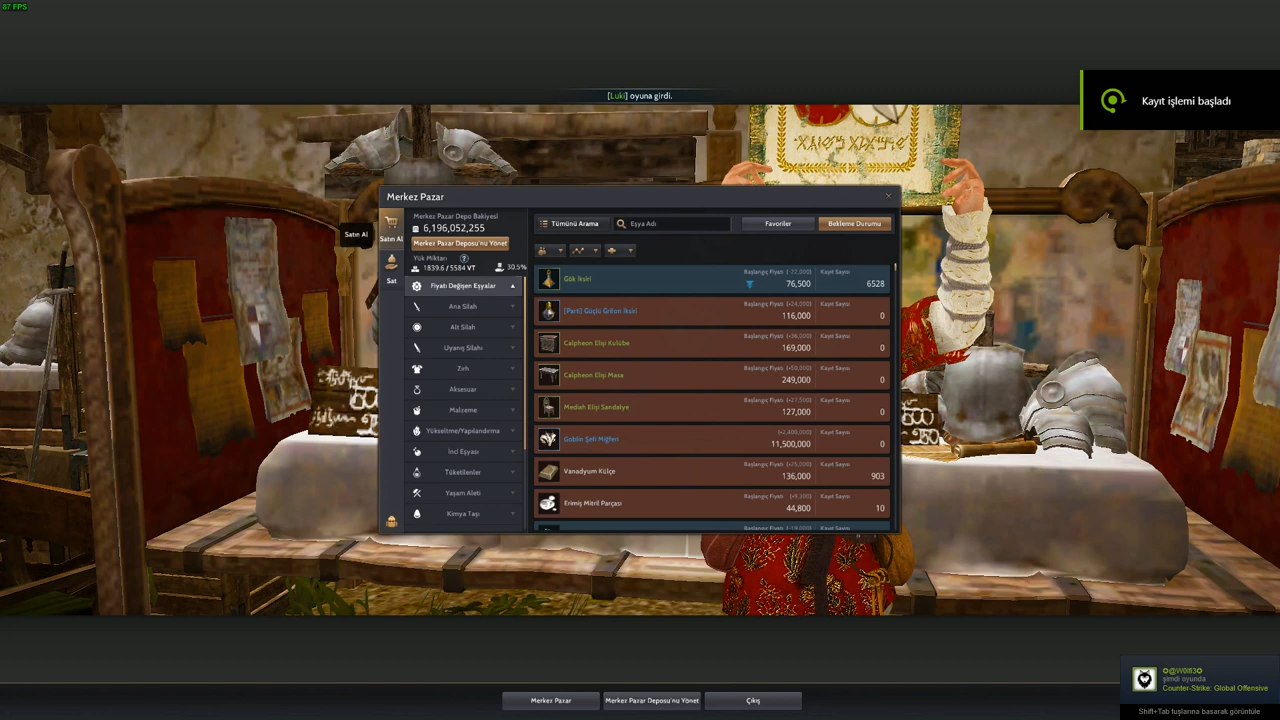 87 FPS
[Luki] oyuna girdi.
Kayıt işlemi başladı
Merkez Pazar
Merkez Pazar Depo Bakiyesi
6,196,052,255
Satın Al
Satın Al
Merkez Pazar Deposu'nu Yönet
Yük Miktarı ?
1839.6 / 5584 VT
30.5%
Sat
Tümünü Arama
Eşya Adı
Favoriler
Bekleme Durumu
Fiyatı Değişen Eşyalar
Ana Silah
Alt Silah
Uyanış Silahı
Zırh
Aksesuar
Malzeme
Yükseltme/Yapılandırma
İnci Eşyası
Tüketilenler
Yaşam Aleti
Kimya Taşı
Gök İksiri
Başlangıç Fiyatı (-22,000) Kayıt Sayısı
76,500 6528
[Parti] Güçlü Grifon İksiri
Başlangıç Fiyatı (+24,000) Kayıt Sayısı
116,000 0
Calpheon Elişi Kulübe
Başlangıç Fiyatı (+36,000) Kayıt Sayısı
169,000 0
Calpheon Elişi Masa
Başlangıç Fiyatı (+50,000) Kayıt Sayısı
249,000 0
Mediah Elişi Sandalye
Başlangıç Fiyatı (+27,500) Kayıt Sayısı
127,000 0
Goblin Şefi Miğferi
(+2,400,000) Kayıt Sayısı
11,500,000 0
Vanadyum Külçe
Başlangıç Fiyatı (+25,000) Kayıt Sayısı
136,000 903
Erimiş Mitril Parçası
Başlangıç Fiyatı (+9,300) Kayıt Sayısı
44,800 10
Başlangıç Fiyatı (-19,000) Kayıt Sayısı
Merkez Pazar
Merkez Pazar Deposu'nu Yönet
Çıkış
şimdi oyunda
Counter-Strike: Global Offensive
Shift+Tab tuşlarına basarak görüntüle